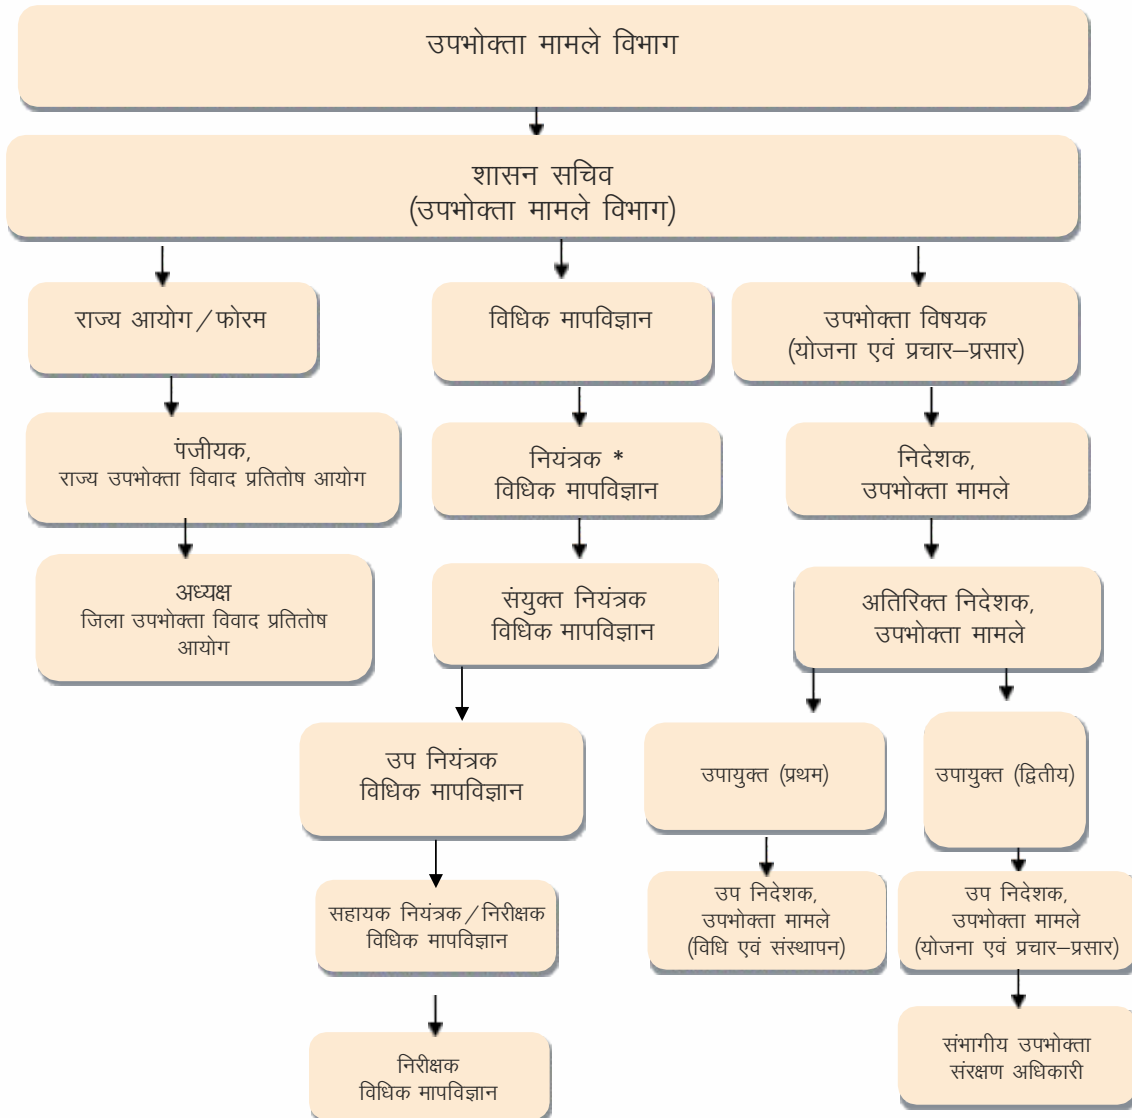 उपभोक्ता मामले विभाग
शासन सचिव
(उपभोक्ता मामले विभाग)
राज्य आयोग/फोरम
विधिक मापविज्ञान
उपभोक्ता विषयक
(योजना एवं प्रचार–प्रसार)
पंजीयक,
राज्य उपभोक्ता विवाद प्रतितोष आयोग
नियंत्रक *
विधिक मापविज्ञान
निदेशक,
उपभोक्ता मामले
अध्यक्ष
जिला उपभोक्ता विवाद प्रतितोष
आयोग
संयुक्त नियंत्रक
विधिक मापविज्ञान
अतिरिक्त निदेशक,
उपभोक्ता मामले
उप नियंत्रक
विधिक मापविज्ञान
उपायुक्त (प्रथम)
उपायुक्त (द्वितीय)
सहायक नियंत्रक/निरीक्षक
विधिक मापविज्ञान
उप निदेशक,
उपभोक्ता मामले
(विधि एवं संस्थापन)
उप निदेशक,
उपभोक्ता मामले
(योजना एवं प्रचार–प्रसार)
निरीक्षक
विधिक मापविज्ञान
संभागीय उपभोक्ता
संरक्षण अधिकारी